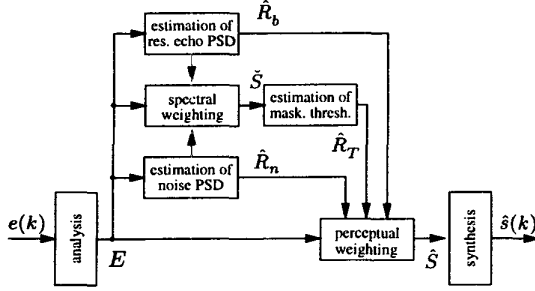 estimation of
res. echo PSD
R̂_b
spectral
weighting
S̆
estimation of
mask. thresh.
R̂_T
estimation of
noise PSD
R̂_n
e(k)
analysis
E
perceptual
weighting
Ŝ
synthesis
ŝ(k)